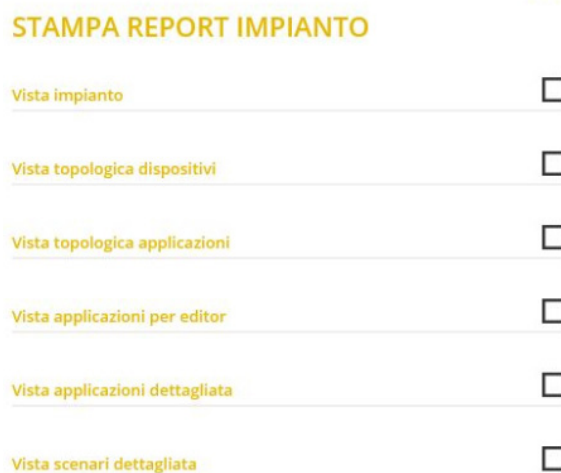 STAMPA REPORT IMPIANTO
Vista impianto
Vista topologica dispositivi
Vista topologica applicazioni
Vista applicazioni per editor
Vista applicazioni dettagliata
Vista scenari dettagliata